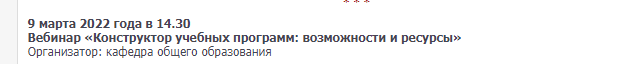 * * *
9 марта 2022 года в 14.30
Вебинар «Конструктор учебных программ: возможности и ресурсы»
Организатор: кафедра общего образования